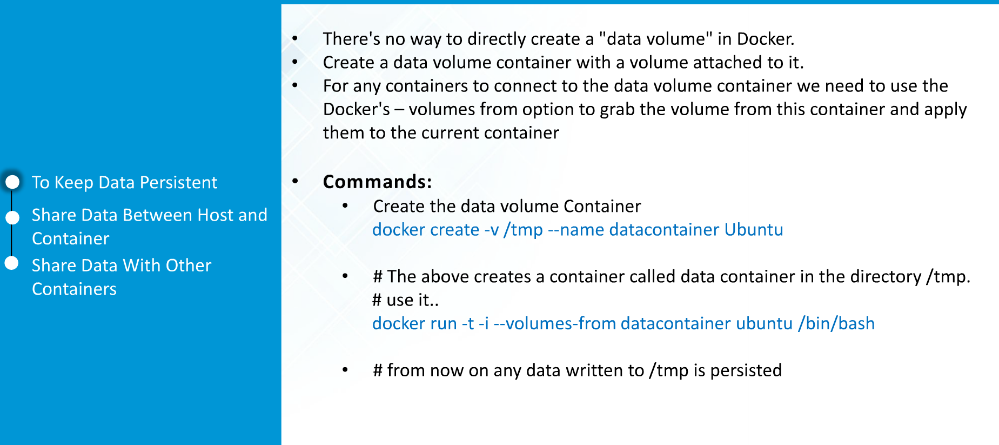 To Keep Data Persistent
Share Data Between Host and
Container
Share Data With Other
Containers
• There's no way to directly create a "data volume" in Docker.
• Create a data volume container with a volume attached to it.
• For any containers to connect to the data volume container we need to use the
Docker's – volumes from option to grab the volume from this container and apply
them to the current container
• Commands:
• Create the data volume Container
docker create -v /tmp --name datacontainer Ubuntu
• # The above creates a container called data container in the directory /tmp.
# use it..
docker run -t -i --volumes-from datacontainer ubuntu /bin/bash
• # from now on any data written to /tmp is persisted